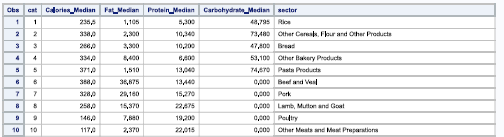 Obs cat Calories_Median Fat_Median Protein_Median Carbohydrate_Median sector
1 1 235,5 1,105 5,300 48,795 Rice
2 2 338,0 2,300 10,340 73,480 Other Cereals, Flour and Other Products
3 3 266,0 3,300 10,200 47,800 Bread
4 4 334,0 8,400 6,600 53,100 Other Bakery Products
5 5 371,0 1,510 13,040 74,670 Pasta Products
6 6 388,0 36,875 13,440 0,000 Beef and Veal
7 7 328,0 29,160 15,270 0,000 Pork
8 8 258,0 15,370 22,675 0,000 Lamb, Mutton and Goat
9 9 146,0 7,880 19,200 0,000 Poultry
10 10 117,0 2,370 22,015 0,000 Other Meats and Meat Preparations